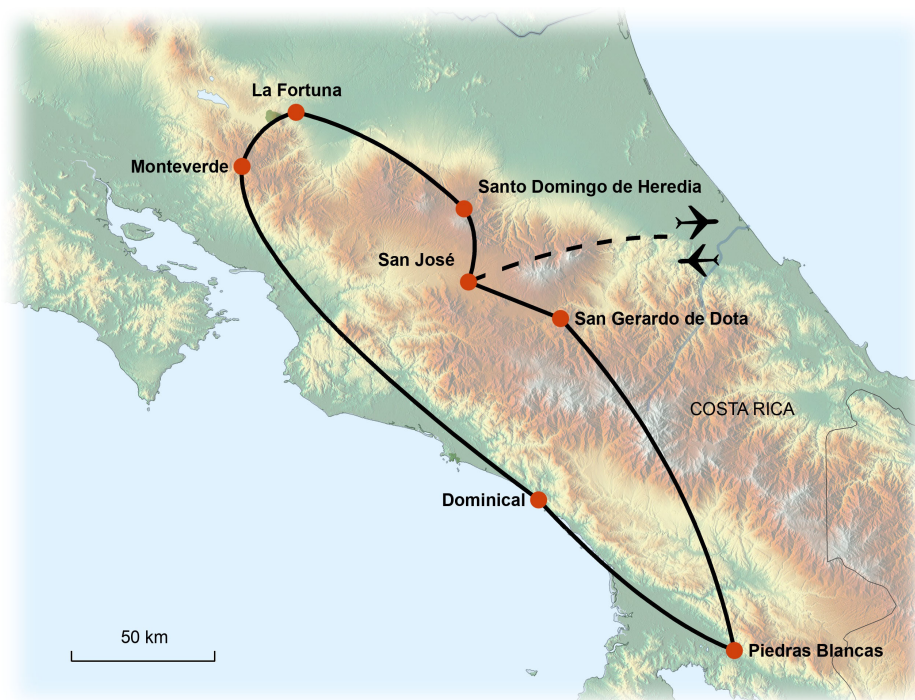 La Fortuna
Monteverde
Santo Domingo de Heredia
San José
San Gerardo de Dota
COSTA RICA
Dominical
50 km
Piedras Blancas